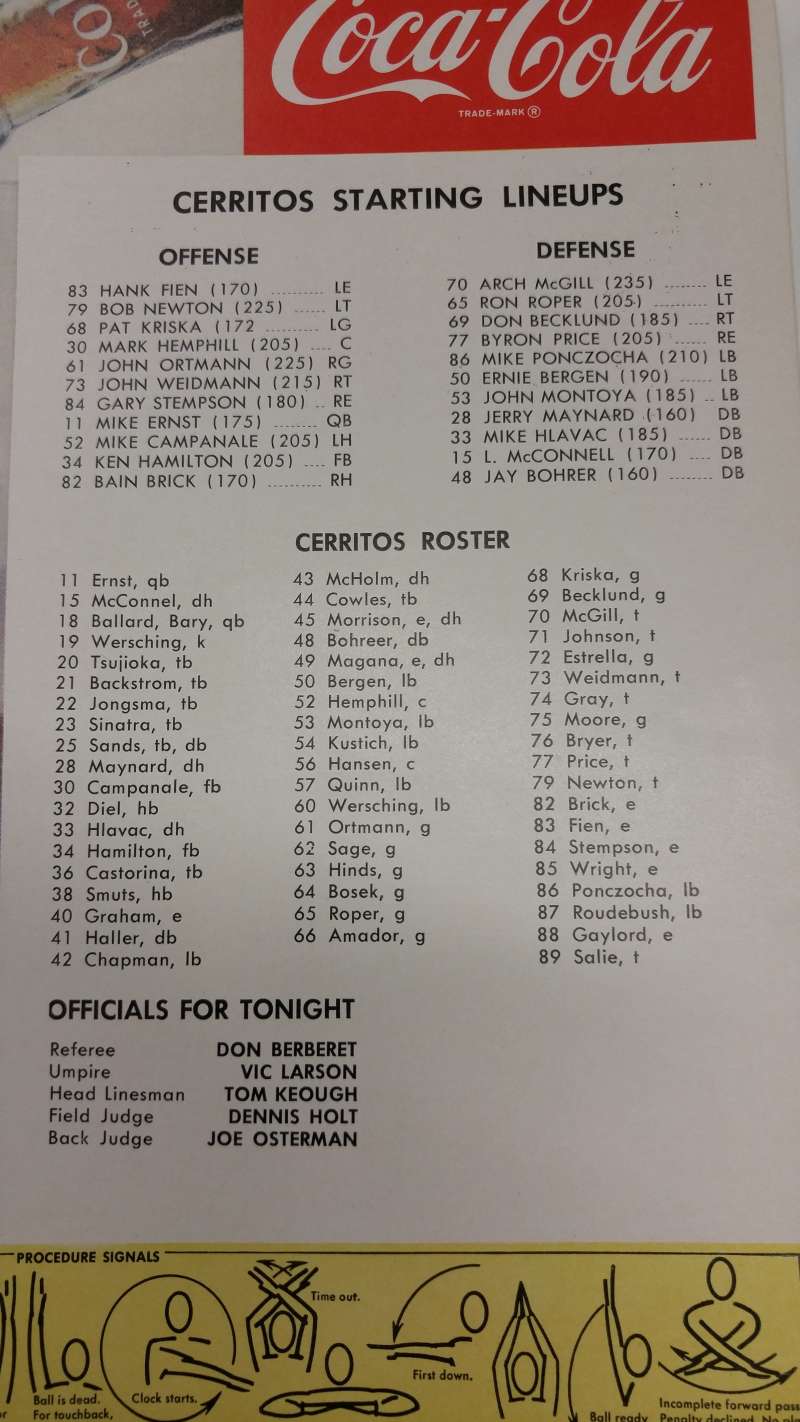 CO
TRAD
Coca-Cola
TRADE-MARK ®
CERRITOS STARTING LINEUPS
OFFENSE
83 HANK FIEN (170) .......... LE
79 BOB NEWTON (225) ...... LT
68 PAT KRISKA (172 .......... LG
30 MARK HEMPHILL (205) .... C
61 JOHN ORTMANN (225) RG
73 JOHN WEIDMANN (215) RT
84 GARY STEMPSON (180) .. RE
11 MIKE ERNST (175) ........ QB
52 MIKE CAMPANALE (205) LH
34 KEN HAMILTON (205) .... FB
82 BAIN BRICK (170) .......... RH
DEFENSE
70 ARCH McGILL (235) ........ LE
65 RON ROPER (205) .......... LT
69 DON BECKLUND (185) .... RT
77 BYRON PRICE (205) ...... RE
86 MIKE PONCZOCHA (210) LB
50 ERNIE BERGEN (190) ...... LB
53 JOHN MONTOYA (185) .. LB
28 JERRY MAYNARD (160) DB
33 MIKE HLAVAC (185) ...... DB
15 L. McCONNELL (170) .... DB
48 JAY BOHRER (160) ........ DB
CERRITOS ROSTER
11 Ernst, qb
15 McConnel, dh
18 Ballard, Bary, qb
19 Wersching, k
20 Tsujioka, tb
21 Backstrom, tb
22 Jongsma, tb
23 Sinatra, tb
25 Sands, tb, db
28 Maynard, dh
30 Campanale, fb
32 Diel, hb
33 Hlavac, dh
34 Hamilton, fb
36 Castorina, tb
38 Smuts, hb
40 Graham, e
41 Haller, db
42 Chapman, lb
43 McHolm, dh
44 Cowles, tb
45 Morrison, e, dh
48 Bohreer, db
49 Magana, e, dh
50 Bergen, lb
52 Hemphill, c
53 Montoya, lb
54 Kustich, lb
56 Hansen, c
57 Quinn, lb
60 Wersching, lb
61 Ortmann, g
62 Sage, g
63 Hinds, g
64 Bosek, g
65 Roper, g
66 Amador, g
68 Kriska, g
69 Becklund, g
70 McGill, t
71 Johnson, t
72 Estrella, g
73 Weidmann, t
74 Gray, t
75 Moore, g
76 Bryer, t
77 Price, t
79 Newton, t
82 Brick, e
83 Fien, e
84 Stempson, e
85 Wright, e
86 Ponczocha, lb
87 Roudebush, lb
88 Gaylord, e
89 Salie, t
OFFICIALS FOR TONIGHT
Referee DON BERBERET
Umpire VIC LARSON
Head Linesman TOM KEOUGH
Field Judge DENNIS HOLT
Back Judge JOE OSTERMAN
PROCEDURE SIGNALS
Time out.
First down.
Ball is dead.
For touchback,
Clock starts.
Ball ready
Incomplete forward pass
Penalty declined. No